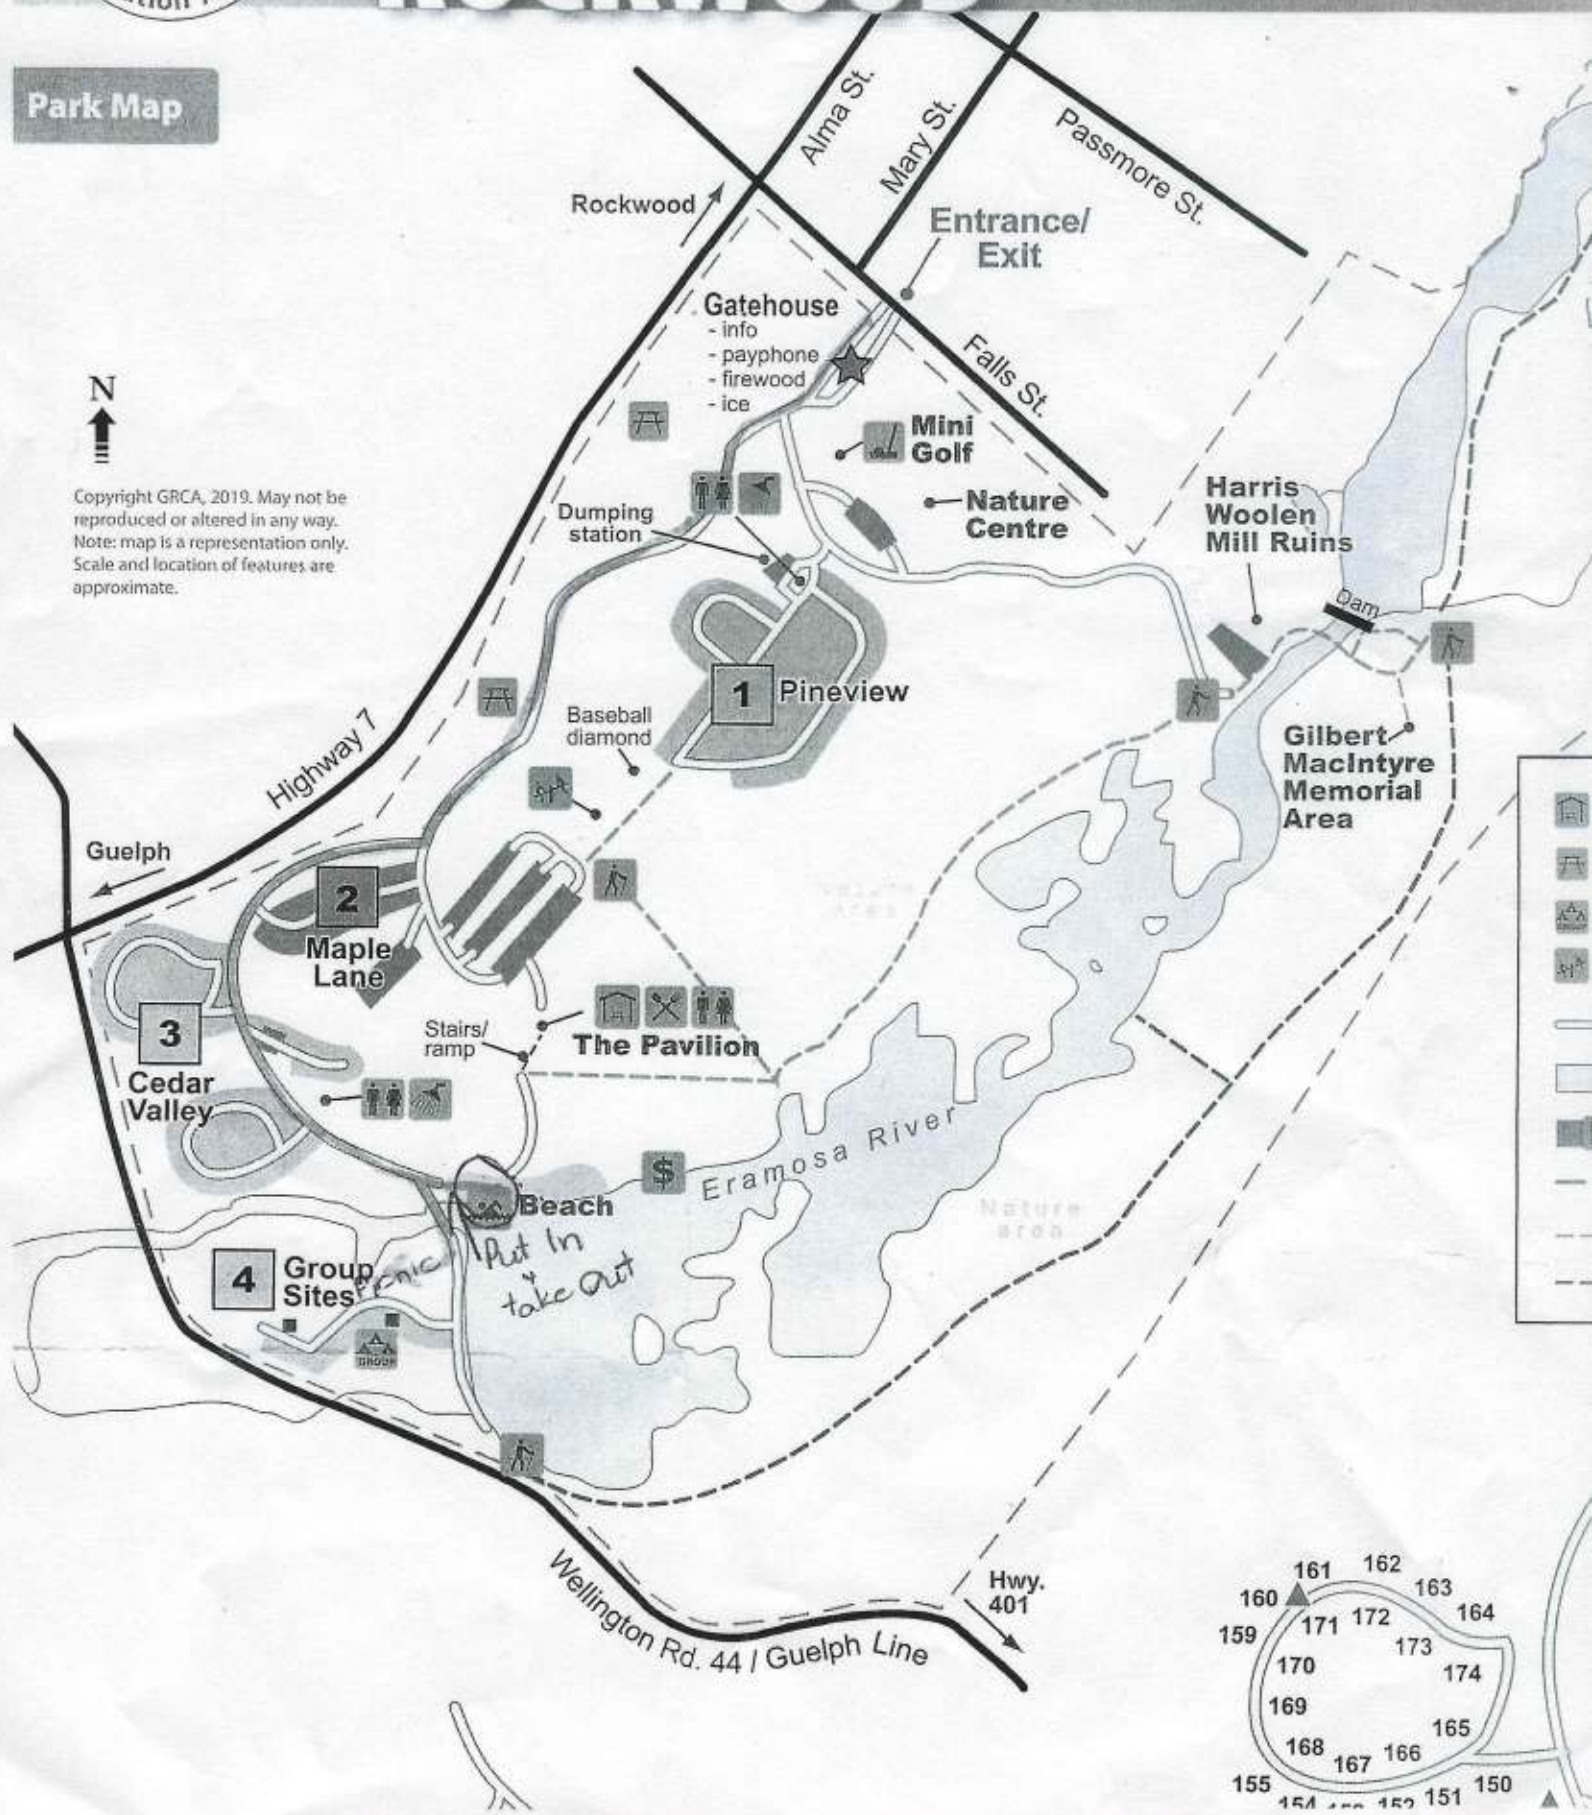 ROCKWOOD
Park Map
Alma St.
Mary St.
Passmore St.
Rockwood
Entrance/
Exit
Gatehouse
- info
- payphone
- firewood
- ice
Falls St.
N
Mini
Golf
Nature
Centre
Harris
Woolen
Mill Ruins
Copyright GRCA, 2019. May not be
reproduced or altered in any way.
Note: map is a representation only.
Scale and location of features are
approximate.
Dumping
station
Dam
1 Pineview
Baseball
diamond
Gilbert
MacIntyre
Memorial
Area
Highway 7
Guelph
2
Maple
Lane
Nature
Area
3
Cedar
Valley
Stairs/
ramp
The Pavilion
$
Eramosa River
Beach
Nature
area
Put In
+
take Out
4
Group
Sites
Picnic
GROUP
GROUP
Hwy.
401
Wellington Rd. 44 / Guelph Line
161
162
160
163
164
159
171
172
173
174
170
169
168
167
166
165
155
154
152
151
150